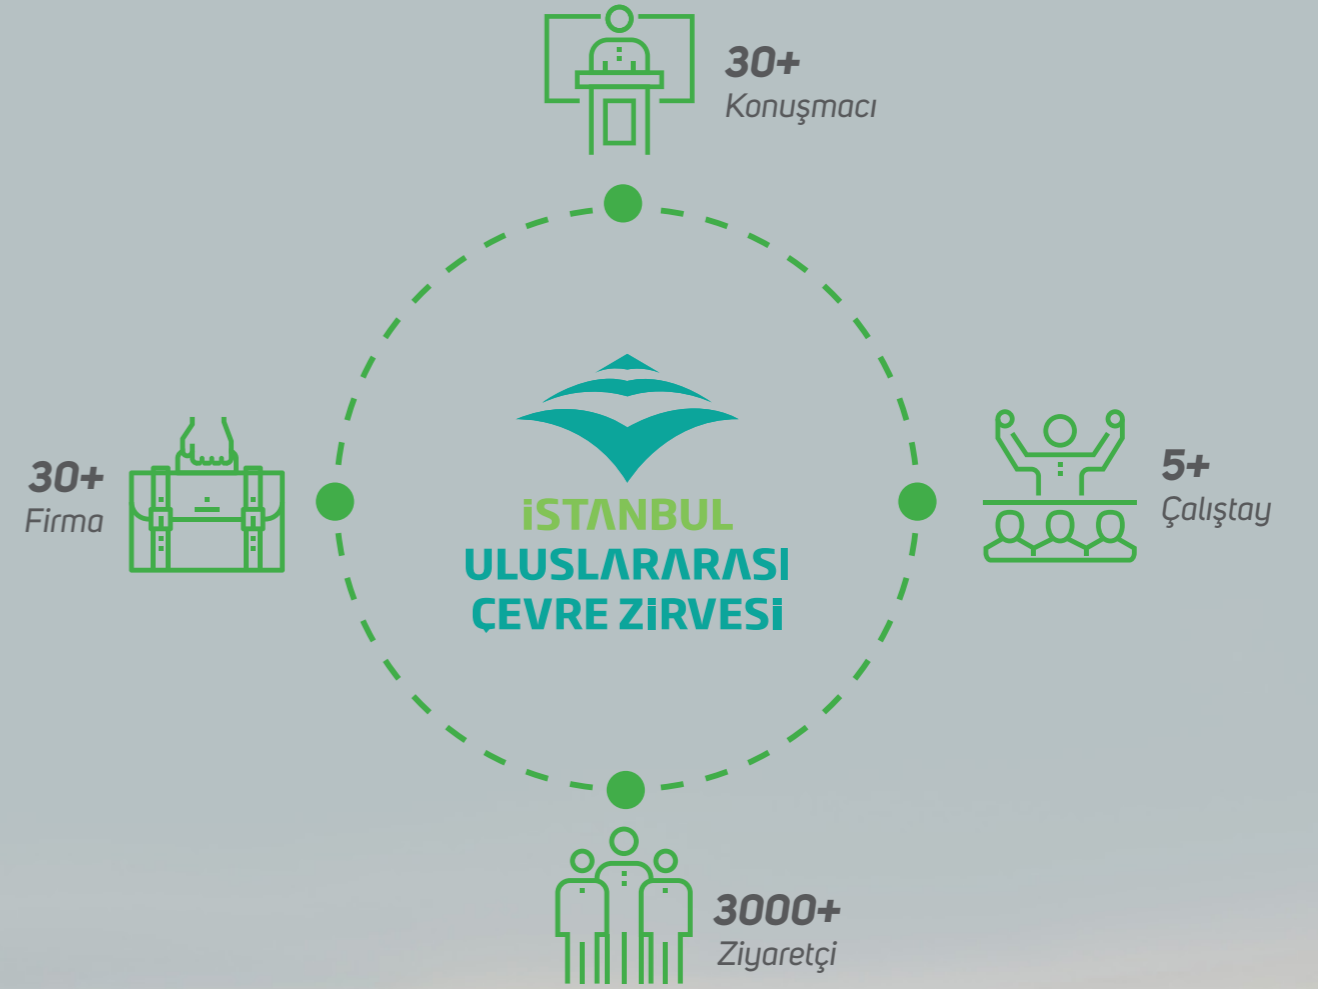 30+
Konuşmacı
30+
Firma
İSTANBUL
ULUSLARARASI
ÇEVRE ZİRVESİ
5+
Çalıştay
3000+
Ziyaretçi